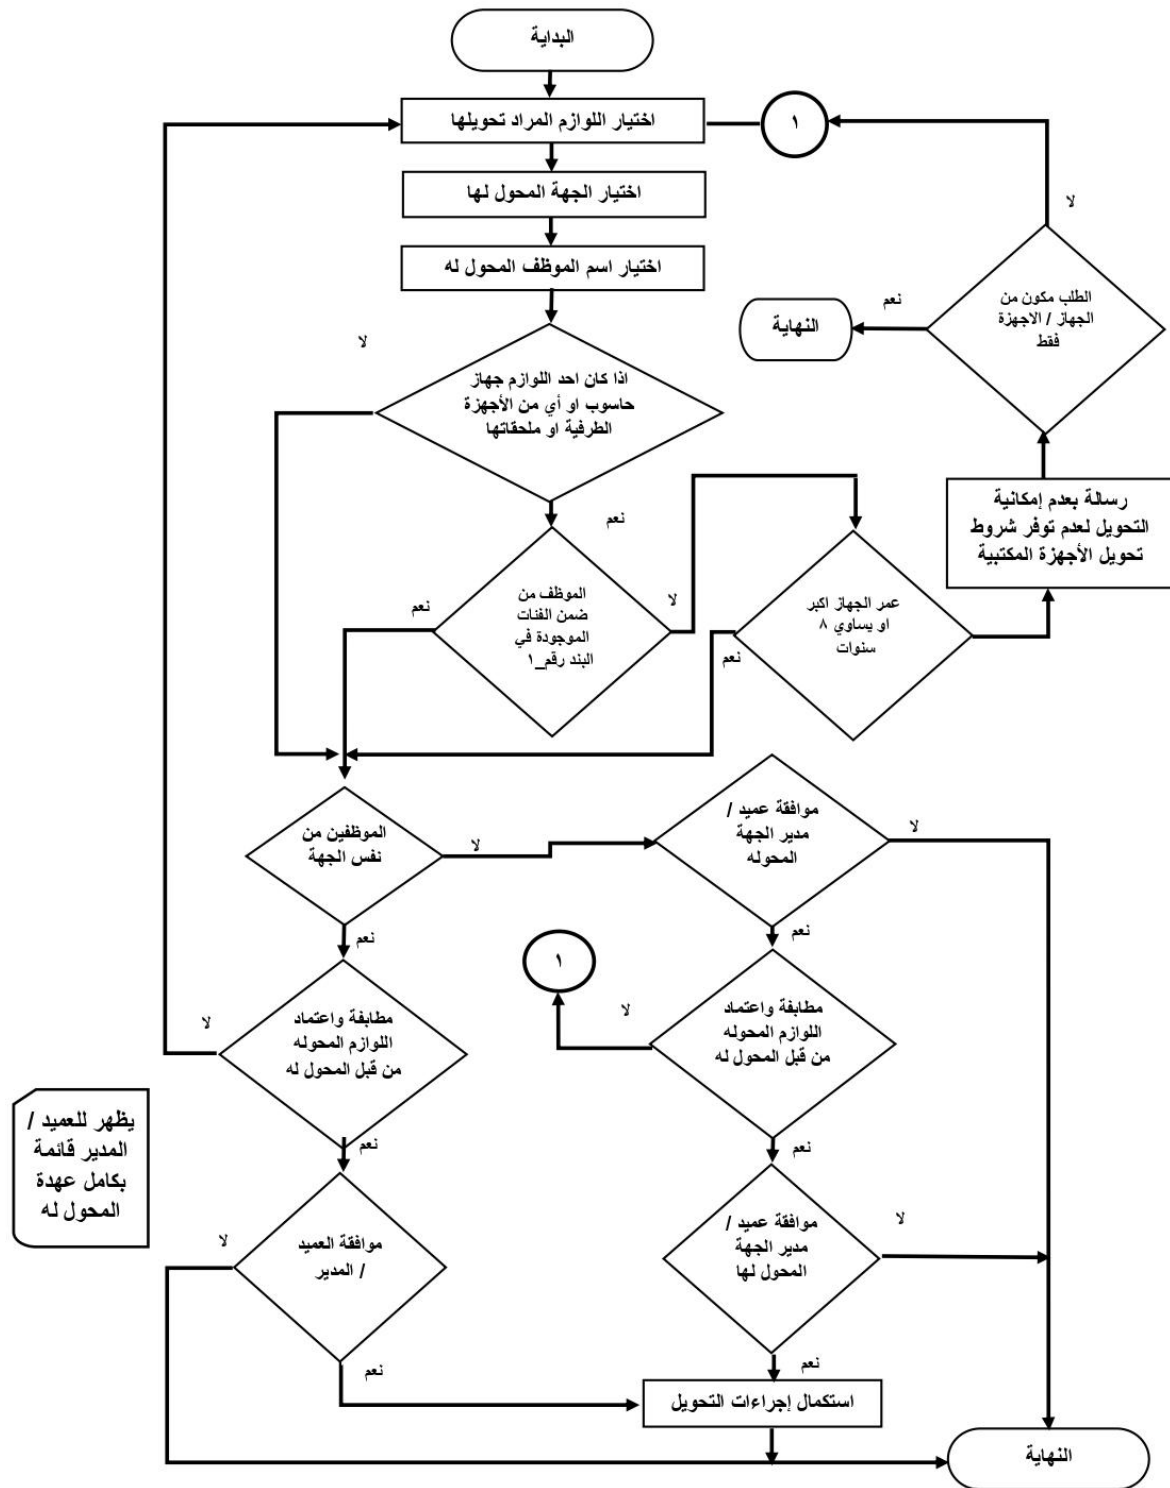 البداية
اختيار اللوازم المراد تحويلها
١
اختيار الجهة المحول لها
اختيار اسم الموظف المحول له
لا
الطلب مكون من
الجهاز / الاجهزة
فقط
نعم
النهاية
لا
اذا كان احد اللوازم جهاز
حاسوب او أي من الأجهزة
الطرفية او ملحقاتها
نعم
رسالة بعدم إمكانية
التحويل لعدم توفر شروط
تحويل الأجهزة المكتبية
الموظف من
ضمن الفئات
الموجودة في
البند رقم_١
نعم
لا
عمر الجهاز اكبر
او يساوي ٨
سنوات
نعم
الموظفين من
نفس الجهة
لا
موافقة عميد /
مدير الجهة
المحوله
لا
نعم
نعم
١
مطابفة واعتماد
اللوازم المحوله
من قبل المحول له
لا
مطابفة واعتماد
اللوازم المحوله
من قبل المحول له
لا
نعم
نعم
يظهر للعميد /
المدير قائمة
بكامل عهدة
المحول له
موافقة عميد /
مدير الجهة
المحول لها
لا
موافقة العميد
/ المدير
لا
نعم
نعم
استكمال إجراءات التحويل
النهاية